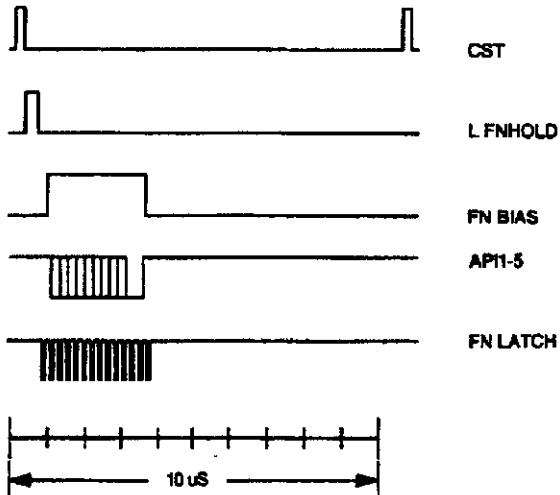 CST
L FNHOLD
FN BIAS
API1-5
FN LATCH
10 uS